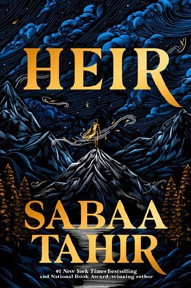 HEIR
SABAA
TAHIR
#1 New York Times Bestselling
and National Book Award–winning author